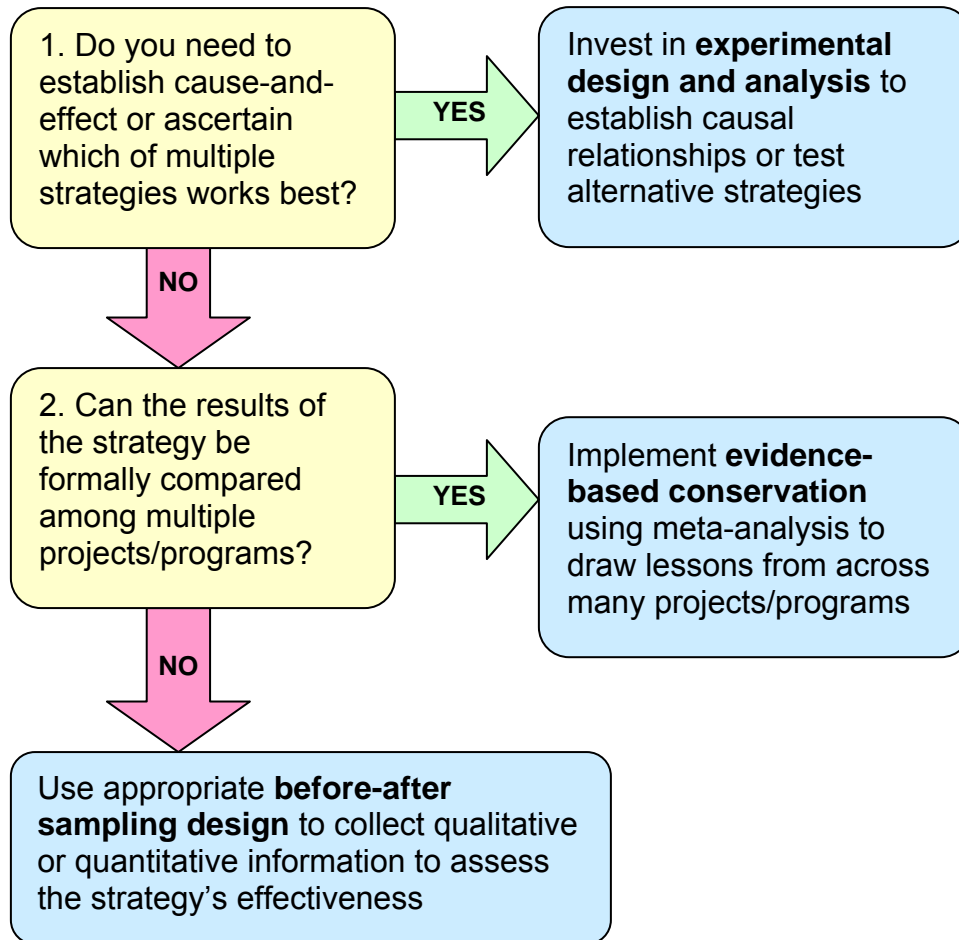 1. Do you need to
establish cause-and-
effect or ascertain
which of multiple
strategies works best?
YES
Invest in experimental
design and analysis to
establish causal
relationships or test
alternative strategies
NO
2. Can the results of
the strategy be
formally compared
among multiple
projects/programs?
YES
Implement evidence-
based conservation
using meta-analysis to
draw lessons from across
many projects/programs
NO
Use appropriate before-after
sampling design to collect qualitative
or quantitative information to assess
the strategy’s effectiveness